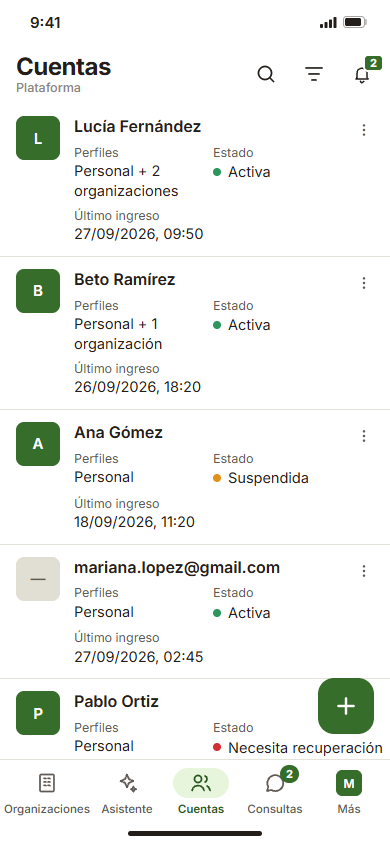 9:41
Cuentas
Plataforma
2
L
Lucía Fernández
Perfiles
Estado
Personal + 2
organizaciones
Activa
Último ingreso
27/09/2026, 09:50
B
Beto Ramírez
Perfiles
Estado
Personal + 1
organización
Activa
Último ingreso
26/09/2026, 18:20
A
Ana Gómez
Perfiles
Estado
Personal
Suspendida
Último ingreso
18/09/2026, 11:20
—
mariana.lopez@gmail.com
Perfiles
Estado
Personal
Activa
Último ingreso
27/09/2026, 02:45
P
Pablo Ortiz
Perfiles
Estado
Personal
Necesita recuperación
Organizaciones
Asistente
Cuentas
2
Consultas
M
Más